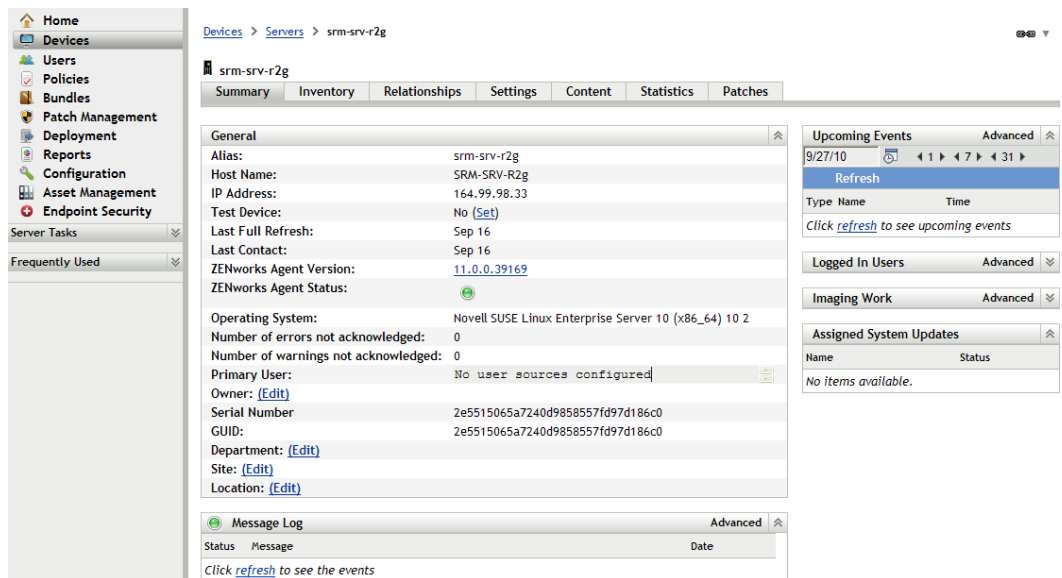 Home
Devices
Users
Policies
Bundles
Patch Management
Deployment
Reports
Configuration
Asset Management
Endpoint Security
Server Tasks
Frequently Used
Devices > Servers > srm-srv-r2g
srm-srv-r2g
Summary Inventory Relationships Settings Content Statistics Patches
General
Alias: srm-srv-r2g
Host Name: SRM-SRV-R2g
IP Address: 164.99.98.33
Test Device: No (Set)
Last Full Refresh: Sep 16
Last Contact: Sep 16
ZENworks Agent Version: 11.0.0.39169
ZENworks Agent Status:
Operating System: Novell SUSE Linux Enterprise Server 10 (x86_64) 10 2
Number of errors not acknowledged: 0
Number of warnings not acknowledged: 0
Primary User: No user sources configured
Owner: (Edit)
Serial Number 2e5515065a7240d9858557fd97d186c0
GUID: 2e5515065a7240d9858557fd97d186c0
Department: (Edit)
Site: (Edit)
Location: (Edit)
Message Log Advanced
Status Message Date
Click refresh to see the events
Upcoming Events Advanced
9/27/10 1 7 31
Refresh
Type Name Time
Click refresh to see upcoming events
Logged In Users Advanced
Imaging Work Advanced
Assigned System Updates
Name Status
No items available.